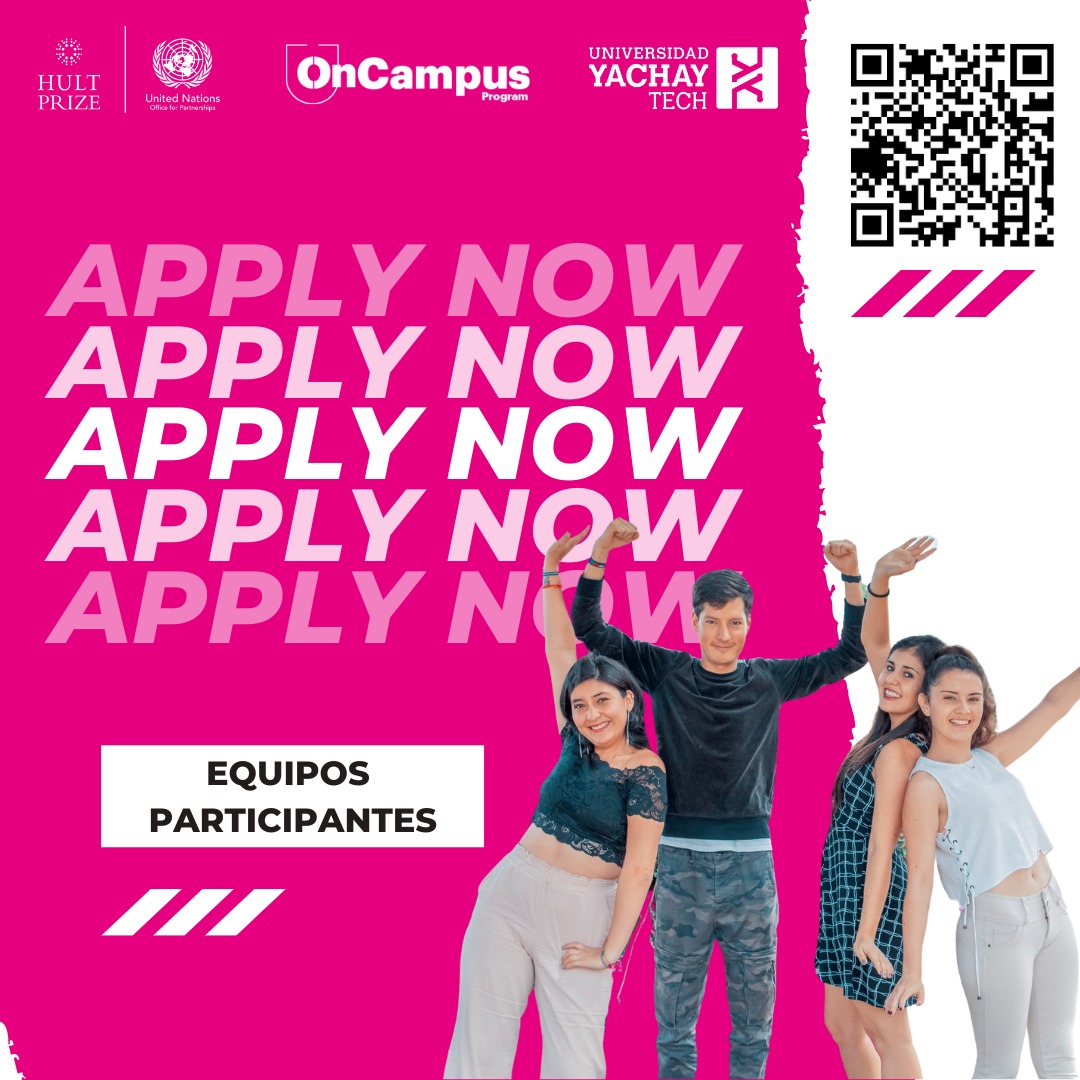 HULT
PRIZE
United Nations
Office for Partnerships
OnCampus
Program
UNIVERSIDAD
YACHAY
TECH
APPLY NOW
APPLY NOW
APPLY NOW
APPLY NOW
APPLY NOW
EQUIPOS
PARTICIPANTES